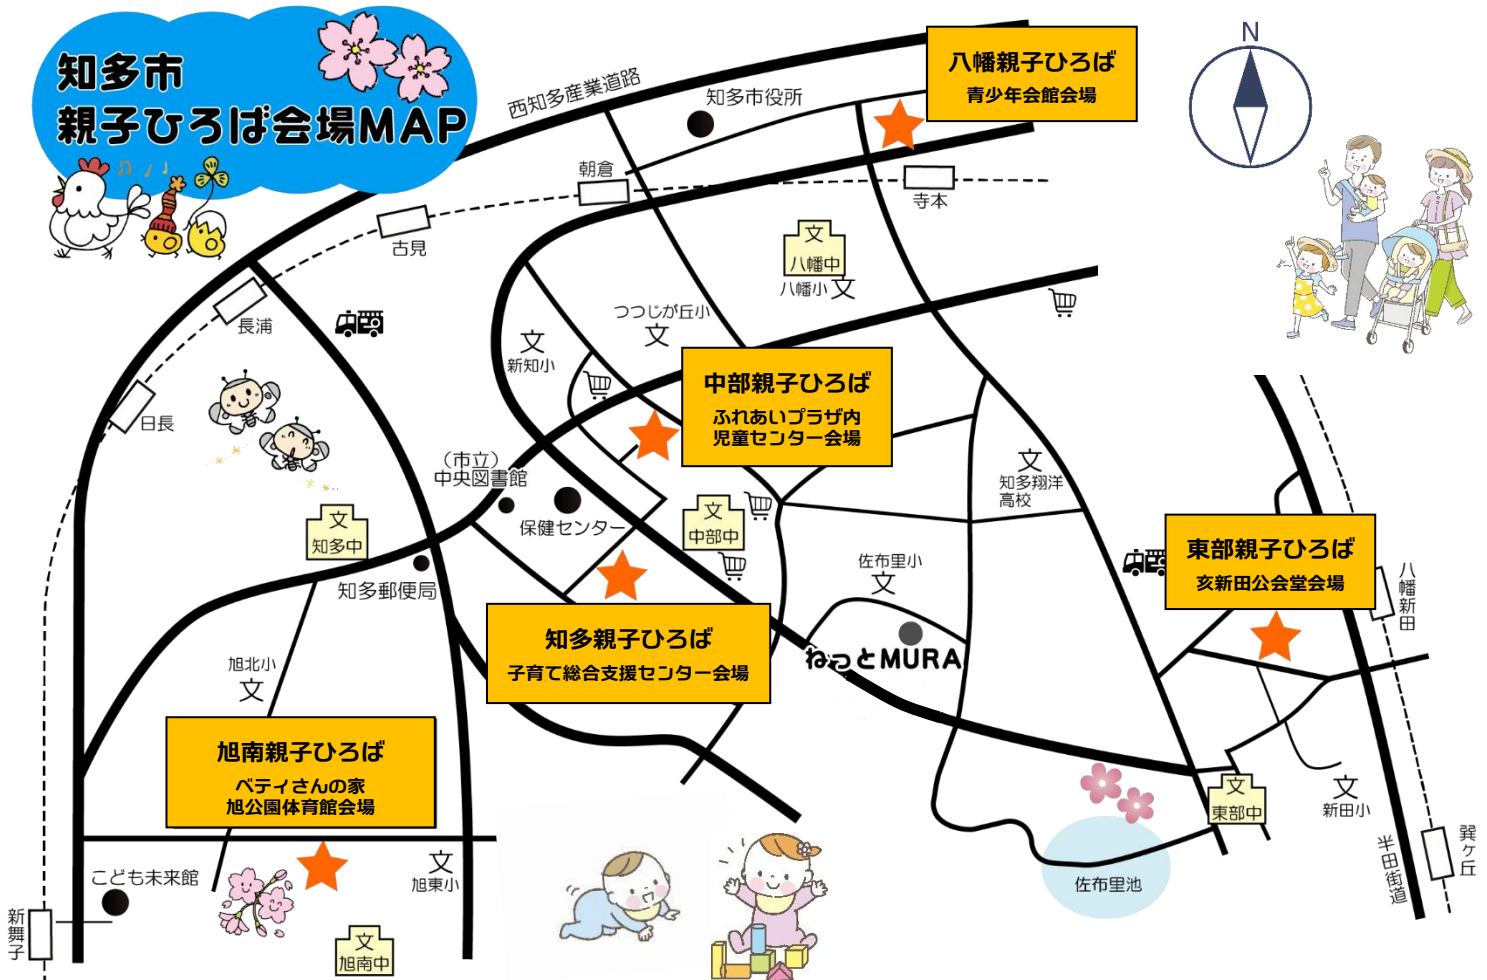 知多市
親子ひろば会場MAP
西知多産業道路
知多市役所
八幡親子ひろば
青少年会館会場
N
朝倉
寺本
古見
文
八幡中
八幡小 文
長浦
つつじが丘小
文
文
新知小
日長
中部親子ひろば
ふれあいプラザ内
児童センター会場
(市立)
中央図書館
保健センター
文
知多翔洋
高校
文
中部中
文
知多中
知多郵便局
佐布里小
文
東部親子ひろば
亥新田公会堂会場
八幡新田
知多親子ひろば
子育て総合支援センター会場
ねっとMURA
旭北小
文
旭南親子ひろば
ベティさんの家
旭公園体育館会場
文
東部中
文
新田小
半田街道
巽ヶ丘
佐布里池
こども未来館
文
旭東小
新舞子
文
旭南中